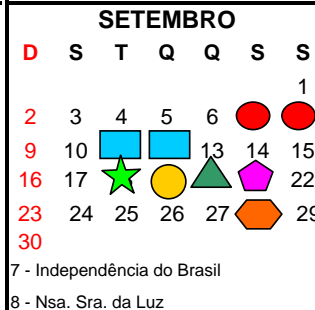 SETEMBRO
D S T Q Q S S
1
2 3 4 5 6
9 10 13 14 15
16 17 22
23 24 25 26 27 29
30
7 - Independência do Brasil
8 - Nsa. Sra. da Luz